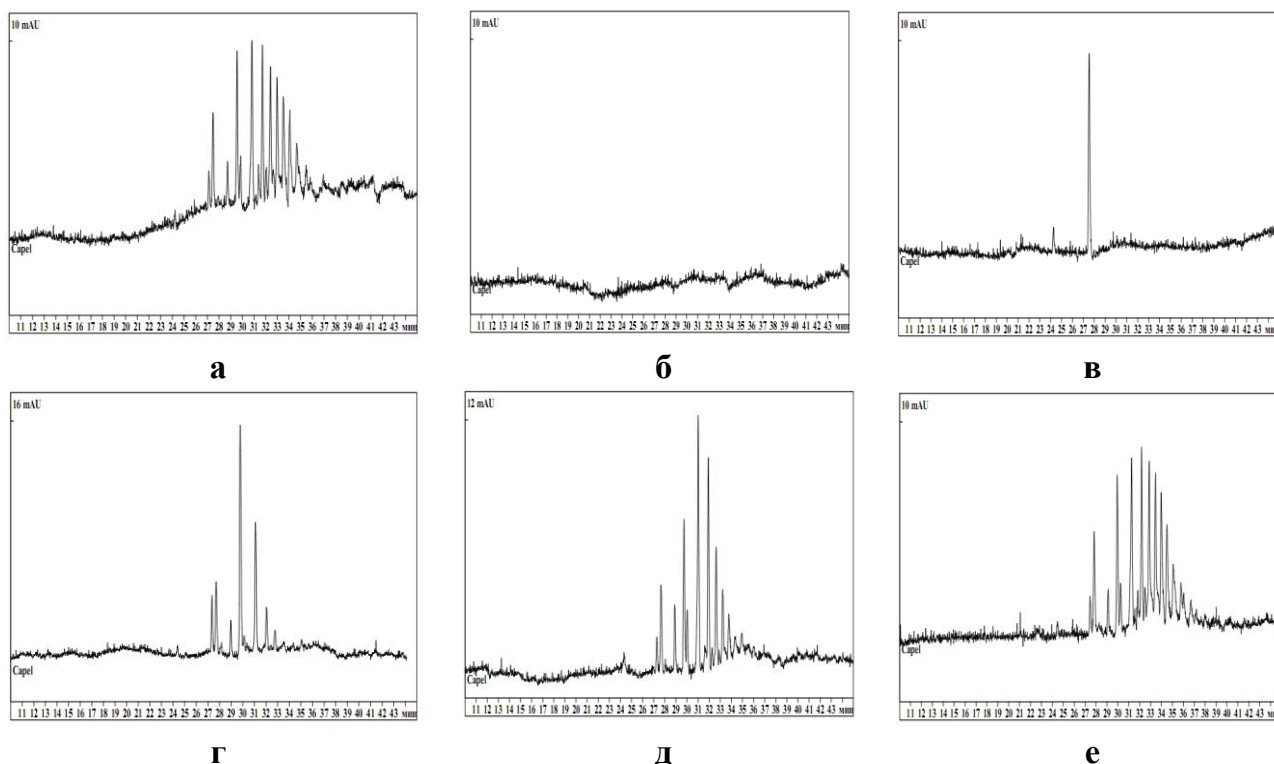 10 mAU
Capel
11 12 13 14 15 16 17 19 20 21 22 23 24 25 26 27 29 30 31 32 33 34 35 36 37 38 39 40 41 42 43 мин
а
10 mAU
Capel
11 12 13 14 15 16 17 19 20 21 22 23 24 25 26 27 29 30 31 32 33 34 35 36 37 38 39 40 41 42 43 мин
б
10 mAU
Capel
11 12 13 14 15 16 17 19 20 21 22 23 24 25 26 27 29 30 31 32 33 34 35 36 37 38 39 40 41 42 43 мин
в
16 mAU
Capel
11 12 13 14 15 16 17 18 19 20 21 22 23 24 25 26 27 28 29 30 31 32 33 34 35 36 37 38 39 40 41 42 43 мин
г
12 mAU
Capel
11 12 13 14 15 16 17 18 19 20 21 22 23 24 25 26 27 28 29 30 31 32 33 34 35 36 37 38 39 40 41 42 43 мин
д
10 mAU
Capel
11 12 13 14 15 16 17 18 19 20 21 22 23 24 25 26 27 28 29 30 31 32 33 34 35 36 37 38 39 40 41 42 43 мин
е